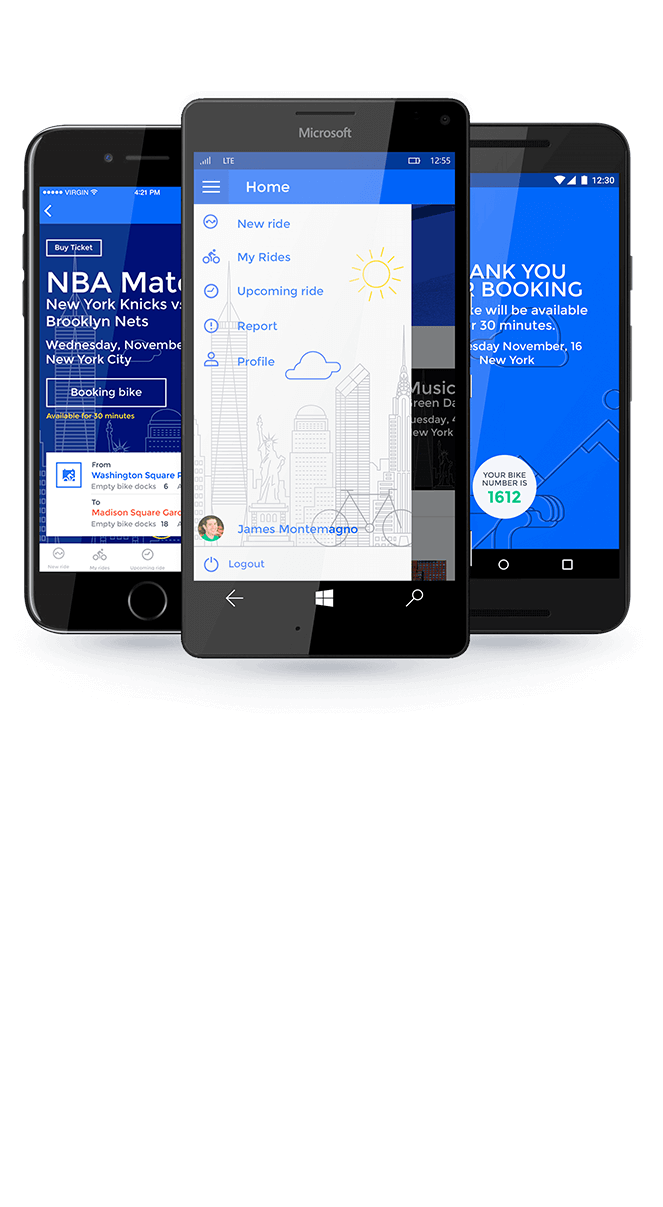 VIRGIN
4:21 PM
Buy Ticket
NBA Mat
New York Knicks vs
Brooklyn Nets
Wednesday, November
New York City
Booking bike
Available for 30 minutes
From
Washington Square P
Empty bike docks 6 A
To
Madison Square Gard
Empty bike docks 18 A
New ride
My rides
Upcoming ride
Microsoft
LTE
12:55
Home
New ride
My Rides
Upcoming ride
Report
Profile
James Montemagno
Logout
Music
Green Da
uesday, 4
New York
12:30
ANK YOU
R BOOKING
ke will be available
r 30 minutes.
esday November, 16
New York
YOUR BIKE
NUMBER IS
1612